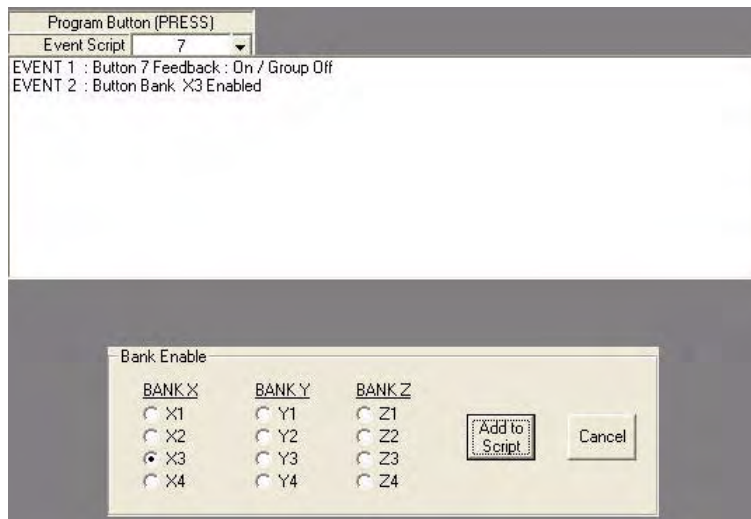 Program Button (PRESS)
Event Script 7
EVENT 1 : Button 7 Feedback : On / Group Off
EVENT 2 : Button Bank X3 Enabled
Bank Enable
BANK X BANK Y BANK Z
X1 Y1 Z1
X2 Y2 Z2
X3 Y3 Z3
X4 Y4 Z4
Add to
Script
Cancel